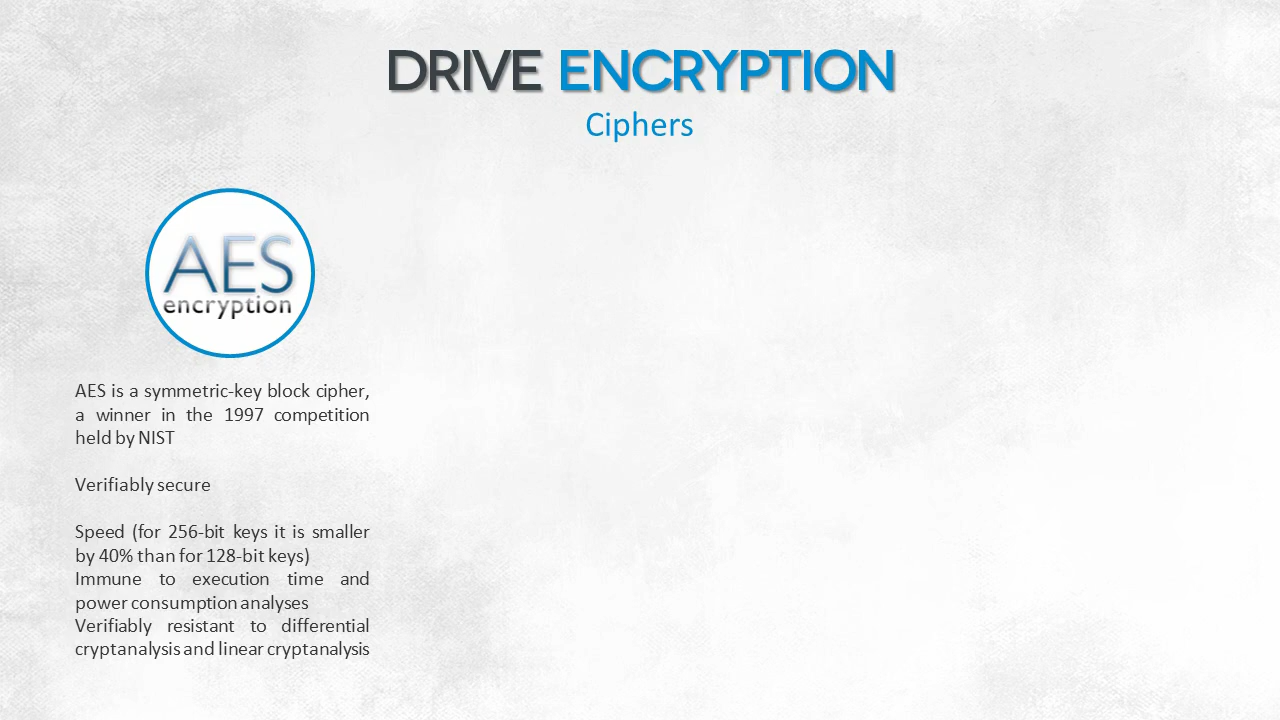 DRIVE ENCRYPTION
Ciphers
AES
encryption
AES is a symmetric-key block cipher,
a winner in the 1997 competition
held by NIST
Verifiably secure
Speed (for 256-bit keys it is smaller
by 40% than for 128-bit keys)
Immune to execution time and
power consumption analyses
Verifiably resistant to differential
cryptanalysis and linear cryptanalysis